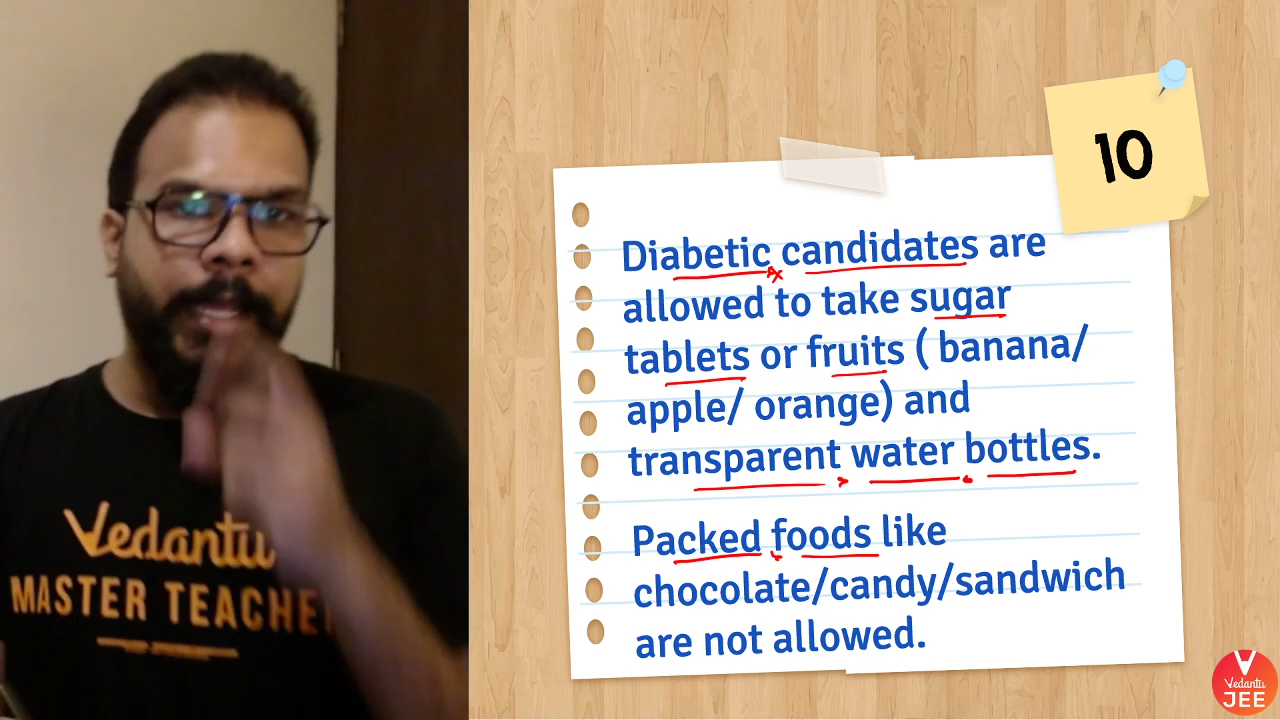 Vedantu
MASTER TEACHER
10
Diabetic candidates are
allowed to take sugar
tablets or fruits ( banana/
apple/ orange) and
transparent water bottles.
Packed foods like
chocolate/candy/sandwich
are not allowed.
V
Vedantu
JEE